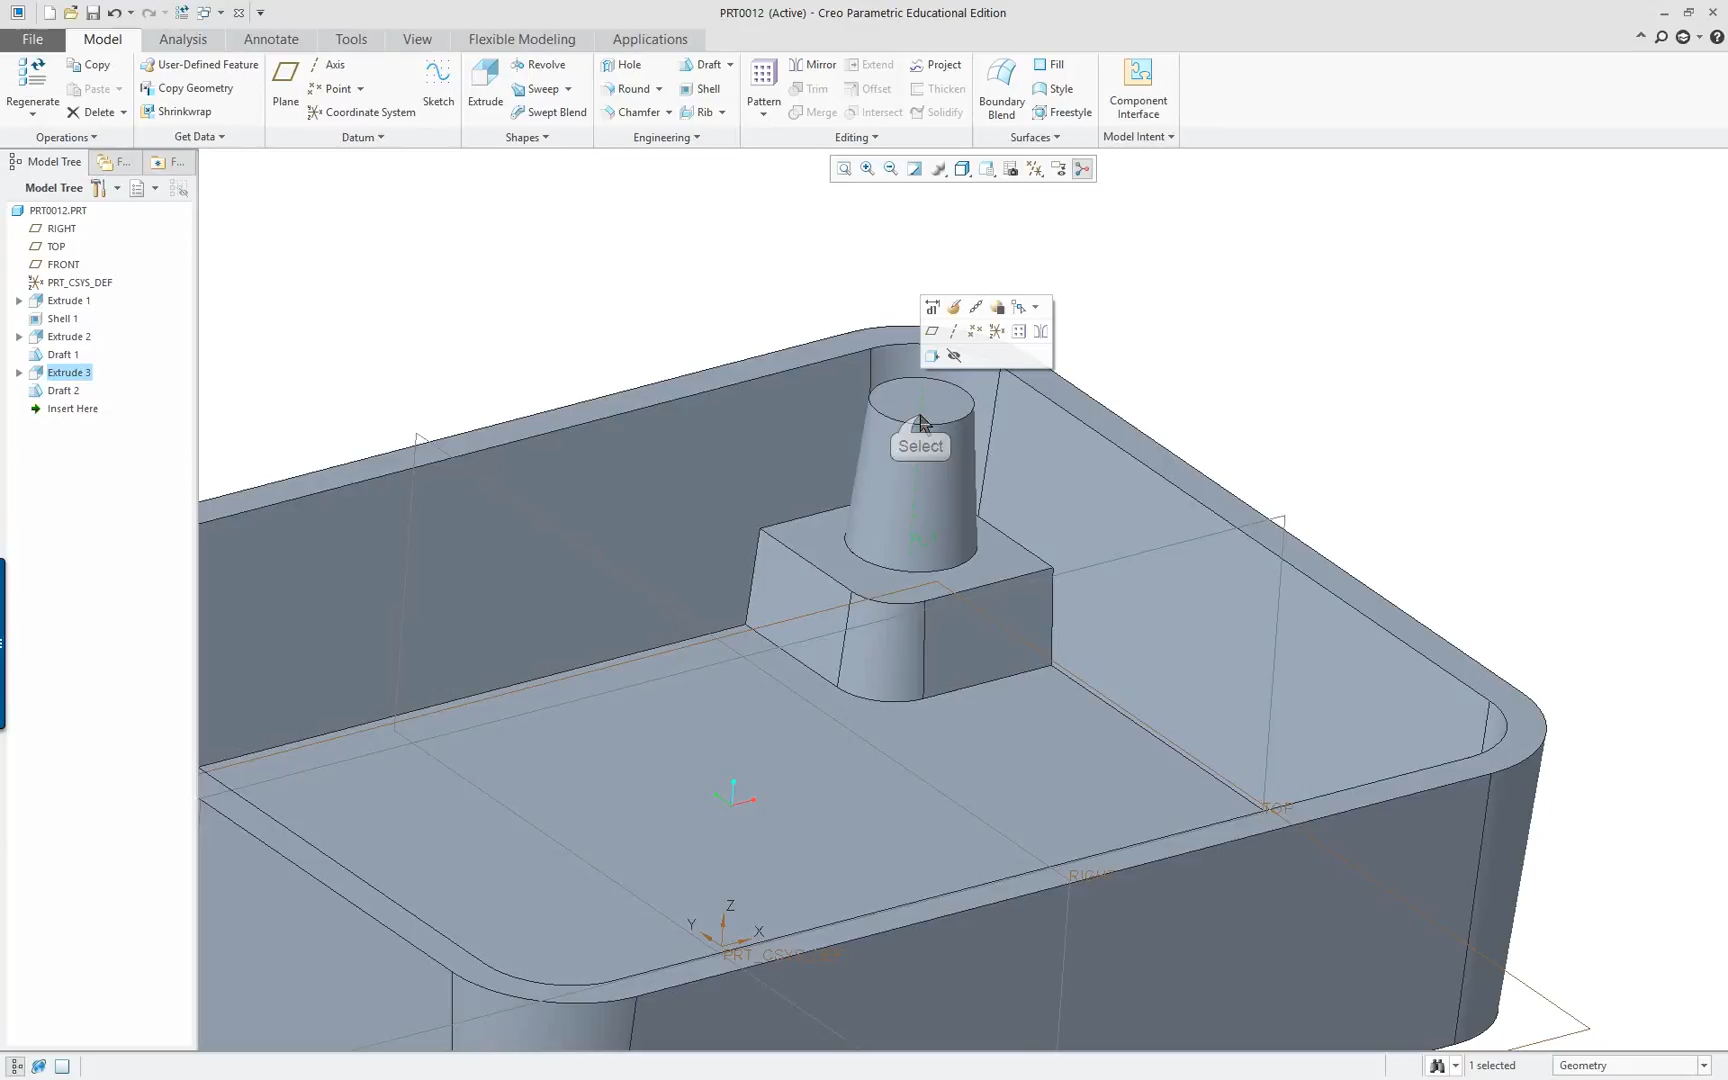 PRT0012 (Active) - Creo Parametric Educational Edition
File Model Analysis Annotate Tools View Flexible Modeling Applications
Regenerate
Copy
Paste
Delete
Operations
User-Defined Feature
Copy Geometry
Shrinkwrap
Get Data
Plane
Axis
Point
Coordinate System
Sketch
Datum
Extrude
Revolve
Sweep
Swept Blend
Shapes
Hole
Round
Chamfer
Draft
Shell
Rib
Engineering
Pattern
Mirror
Trim
Merge
Extend
Offset
Intersect
Project
Thicken
Solidify
Editing
Boundary
Blend
Fill
Style
Freestyle
Surfaces
Component
Interface
Model Intent
Model Tree
F...
F...
Model Tree
PRT0012.PRT
RIGHT
TOP
FRONT
PRT_CSYS_DEF
Extrude 1
Shell 1
Extrude 2
Draft 1
Extrude 3
Draft 2
Insert Here
Select
TOP
RIGHT
Z
Y
X
1 selected
Geometry